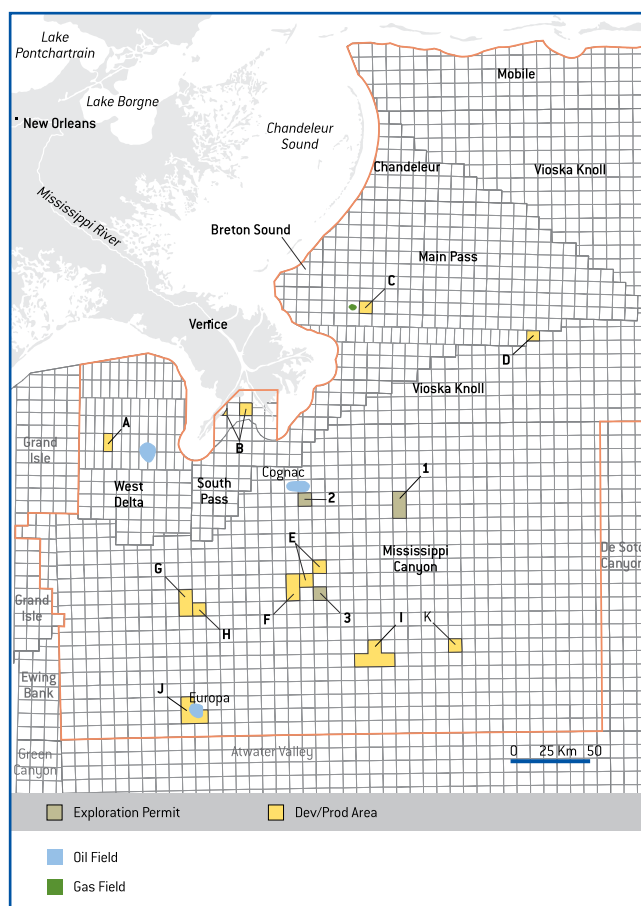 Lake
Pontchartrain
Mobile
Lake Borgne
New Orleans
Chandeleur
Sound
Chandeleur
Vioska Knoll
Mississippi River
Breton Sound
Main Pass
C
Venice
D
Vioska Knoll
A
B
Grand
Isle
Cognac
1
West
Delta
South
Pass
2
E
Mississippi
Canyon
De Soto
Canyon
G
Grand
Isle
F
3
I
K
H
Ewing
Bank
J
Europa
Green
Canyon
Atwater Valley
0 25 Km 50
Exploration Permit
Dev/Prod Area
Oil Field
Gas Field